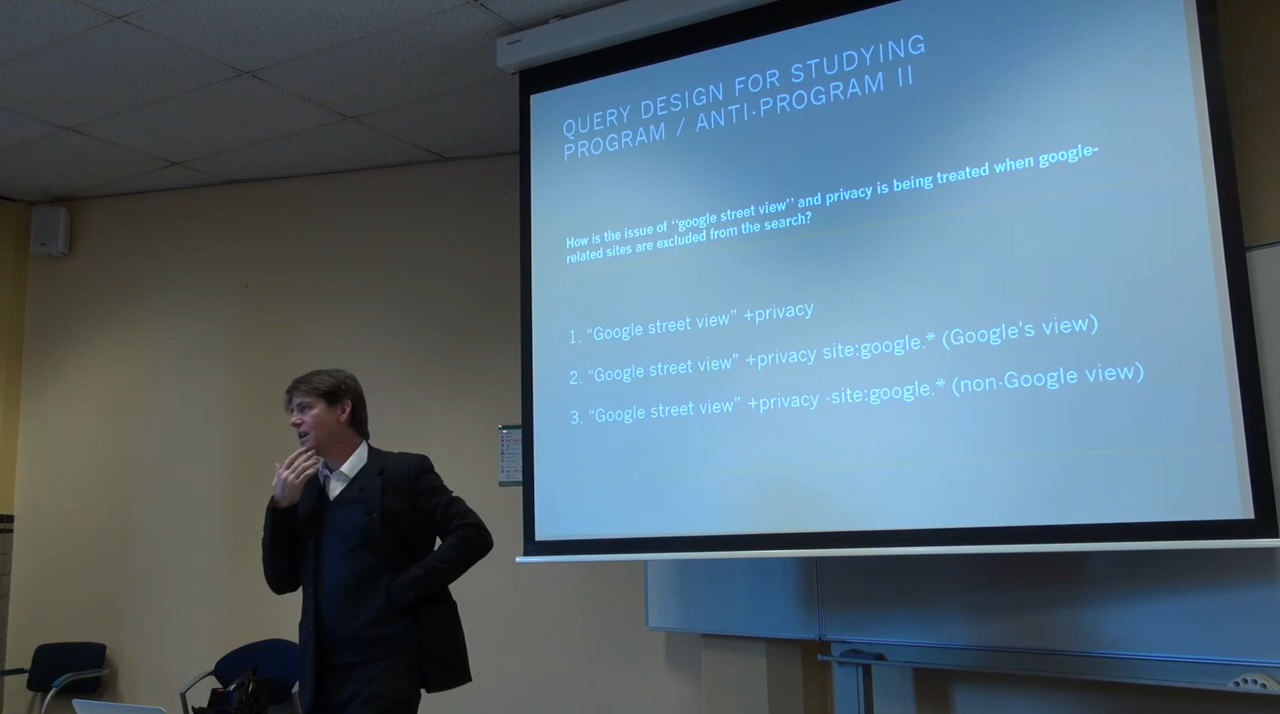 QUERY DESIGN FOR STUDYING
PROGRAM / ANTI-PROGRAM II
How is the issue of “google street view” and privacy is being treated when google-
related sites are excluded from the search?
1. “Google street view” +privacy
2. “Google street view” +privacy site:google.* (Google's view)
3. “Google street view” +privacy -site:google.* (non-Google view)